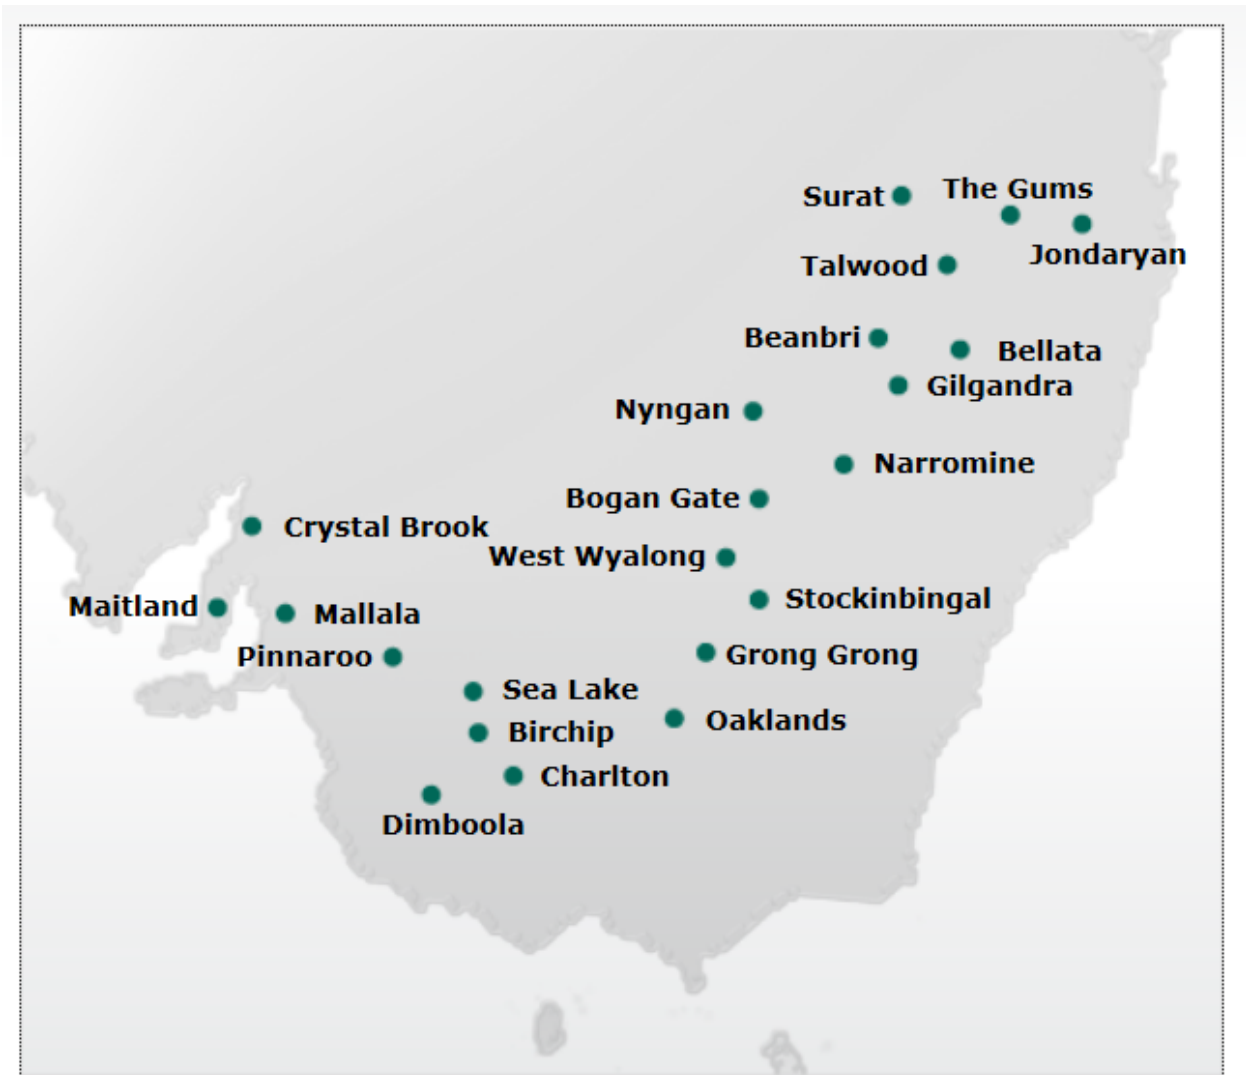 The Gums
Surat
Jondaryan
Talwood
Beanbri
Bellata
Gilgandra
Nyngan
Narromine
Bogan Gate
Crystal Brook
West Wyalong
Stockinbingal
Maitland
Mallala
Grong Grong
Pinnaroo
Sea Lake
Oaklands
Birchip
Charlton
Dimboola